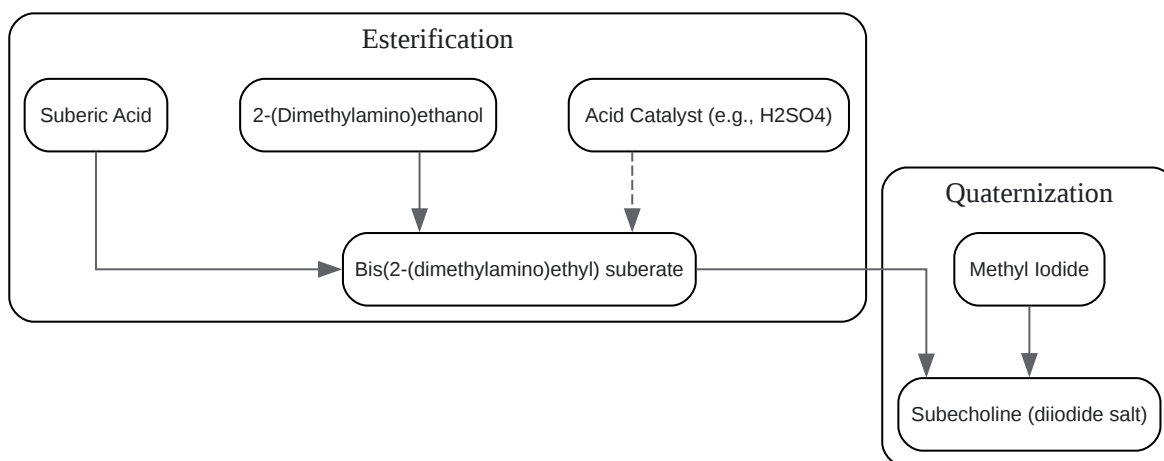 Esterification
Suberic Acid
2-(Dimethylamino)ethanol
Acid Catalyst (e.g., H2SO4)
Bis(2-(dimethylamino)ethyl) suberate
Quaternization
Methyl Iodide
Subecholine (diiodide salt)